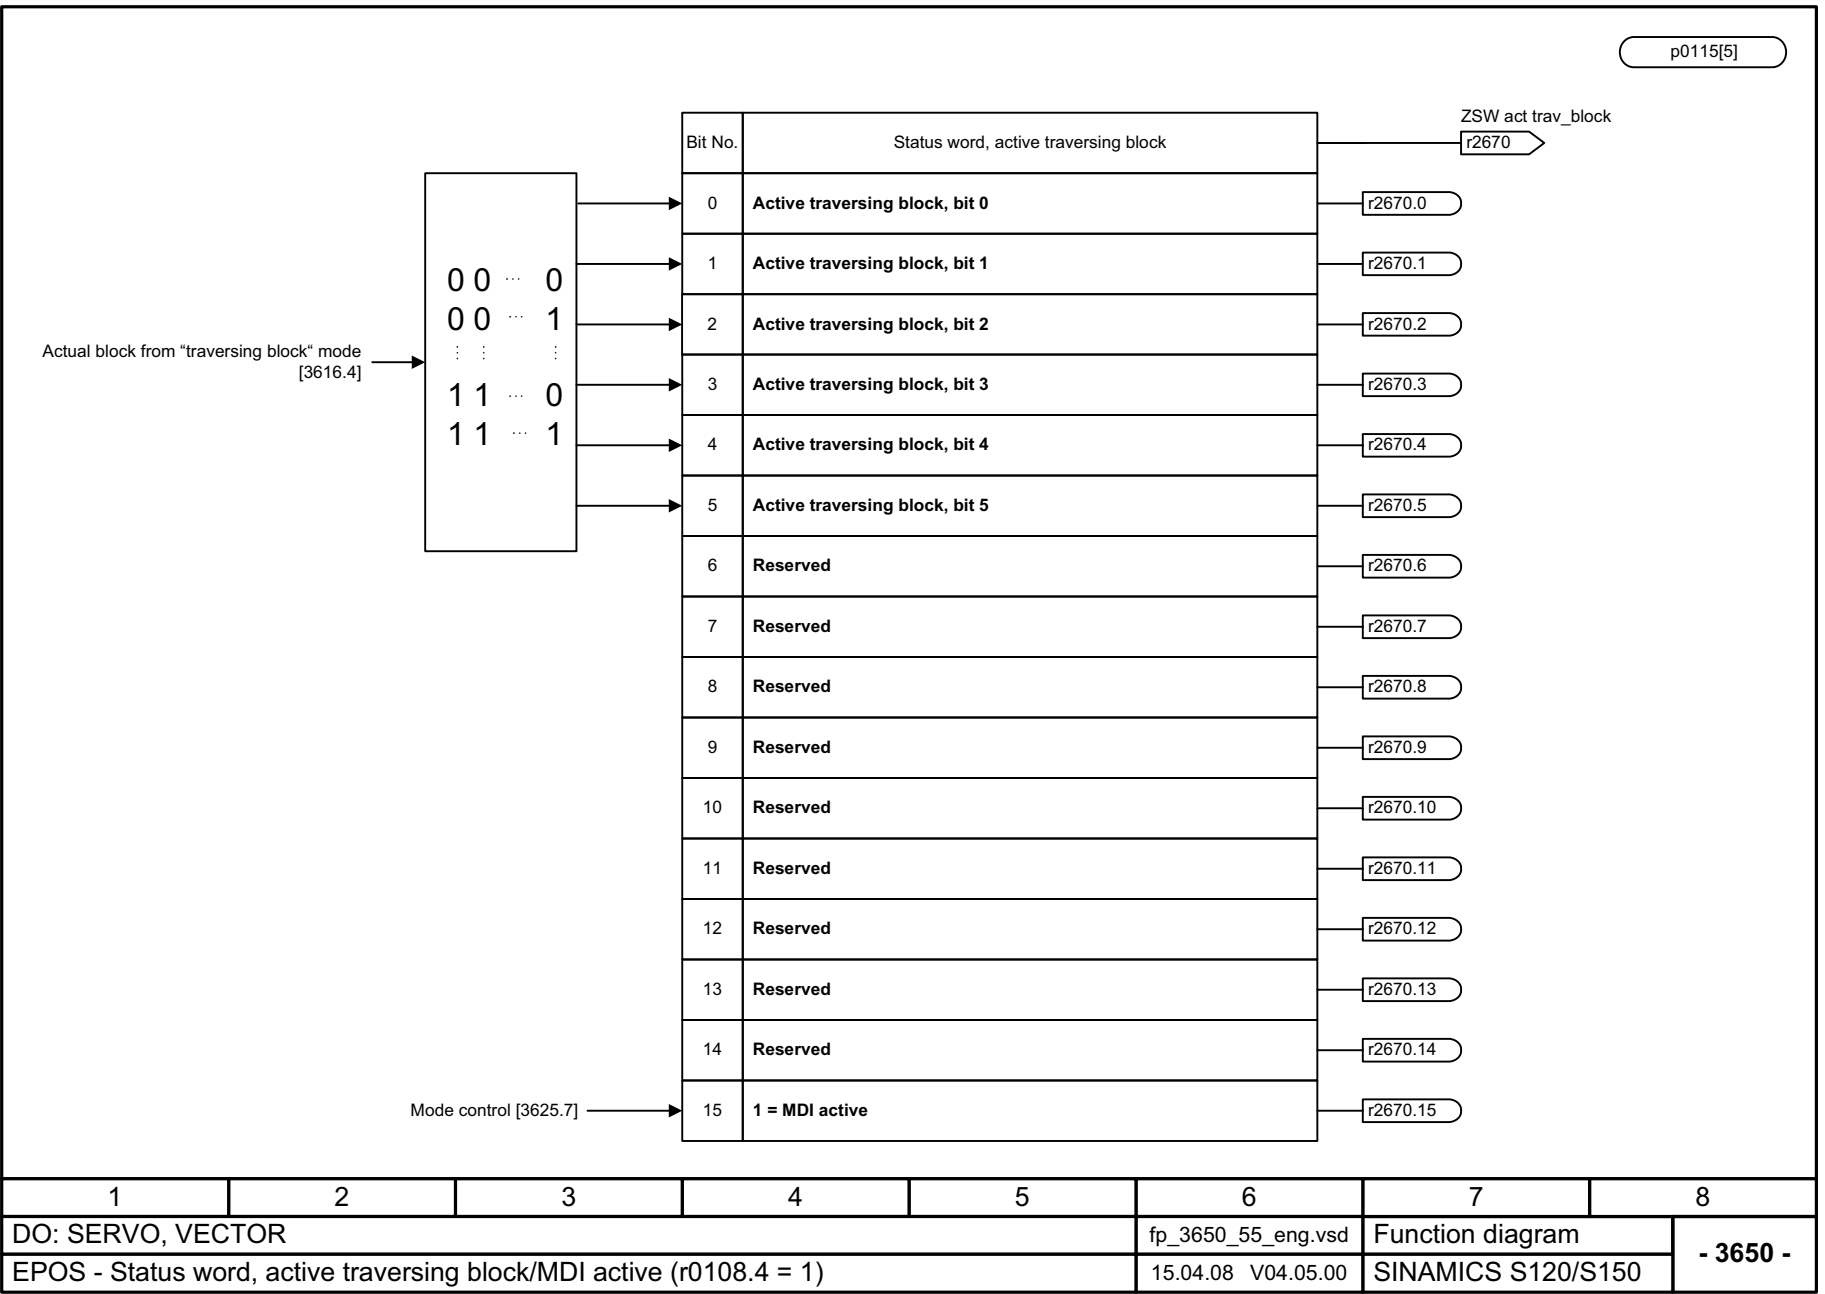 p0115[5]
ZSW act trav_block
Bit No. Status word, active traversing block r2670
0 Active traversing block, bit 0 r2670.0
1 Active traversing block, bit 1 r2670.1
2 Active traversing block, bit 2 r2670.2
3 Active traversing block, bit 3 r2670.3
4 Active traversing block, bit 4 r2670.4
5 Active traversing block, bit 5 r2670.5
6 Reserved r2670.6
7 Reserved r2670.7
8 Reserved r2670.8
9 Reserved r2670.9
10 Reserved r2670.10
11 Reserved r2670.11
12 Reserved r2670.12
13 Reserved r2670.13
14 Reserved r2670.14
15 1 = MDI active r2670.15
Actual block from “traversing block“ mode
[3616.4]
0 0 ... 0
0 0 ... 1
⋮ ⋮ ⋮
1 1 ... 0
1 1 ... 1
Mode control [3625.7]
1 2 3 4 5 6 7 8
DO: SERVO, VECTOR fp_3650_55_eng.vsd Function diagram
- 3650 -
EPOS - Status word, active traversing block/MDI active (r0108.4 = 1) 15.04.08 V04.05.00 SINAMICS S120/S150